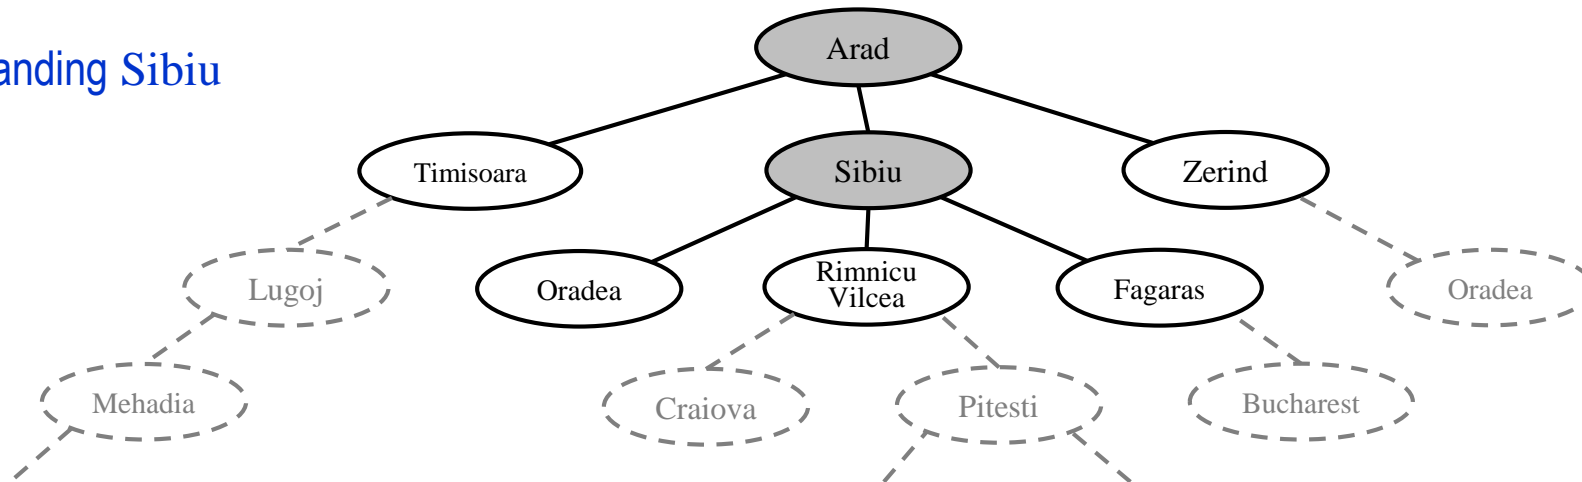 Arad
anding Sibiu
Timisoara
Sibiu
Zerind
Lugoj
Oradea
Rimnicu
Vilcea
Fagaras
Oradea
Mehadia
Craiova
Pitesti
Bucharest